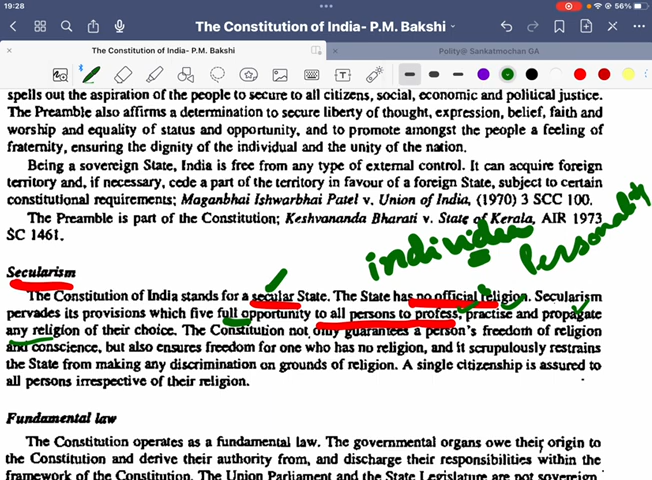 19:28
56%
The Constitution of India- P.M. Bakshi
The Constitution of India- P.M. Bakshi
Polity@ Sankatmochan GA
spells out the aspiration of the people to secure to all citizens, social, economic and political justice.
The Preamble also affirms a determination to secure liberty of thought, expression, belief, faith and
worship and equality of status and opportunity, and to promote amongst the people a feeling of
fraternity, ensuring the dignity of the individual and the unity of the nation.
Being a sovereign State, India is free from any type of external control. It can acquire foreign
territory and, if necessary, cede a part of the territory in favour of a foreign State, subject to certain
constitutional requirements; Maganbhai Ishwarbhai Patel v. Union of India, (1970) 3 SCC 100.
The Preamble is part of the Constitution; Keshvananda Bharati v. State of Kerala, AIR 1973
SC 1461.
individua
Personality
Secularism
The Constitution of India stands for a secular State. The State has no official religion. Secularism
pervades its provisions which five full opportunity to all persons to profess, practise and propagate
any religion of their choice. The Constitution not only guarantees a person's freedom of religion
and conscience, but also ensures freedom for one who has no religion, and it scrupulously restrains
the State from making any discrimination on grounds of religion. A single citizenship is assured to
all persons irrespective of their religion.
Fundamental law
The Constitution operates as a fundamental law. The governmental organs owe their origin to
the Constitution and derive their authority from, and discharge their responsibilities within the
framework of the Constitution. The Union Parliament and the State Legislature are not sovereign.